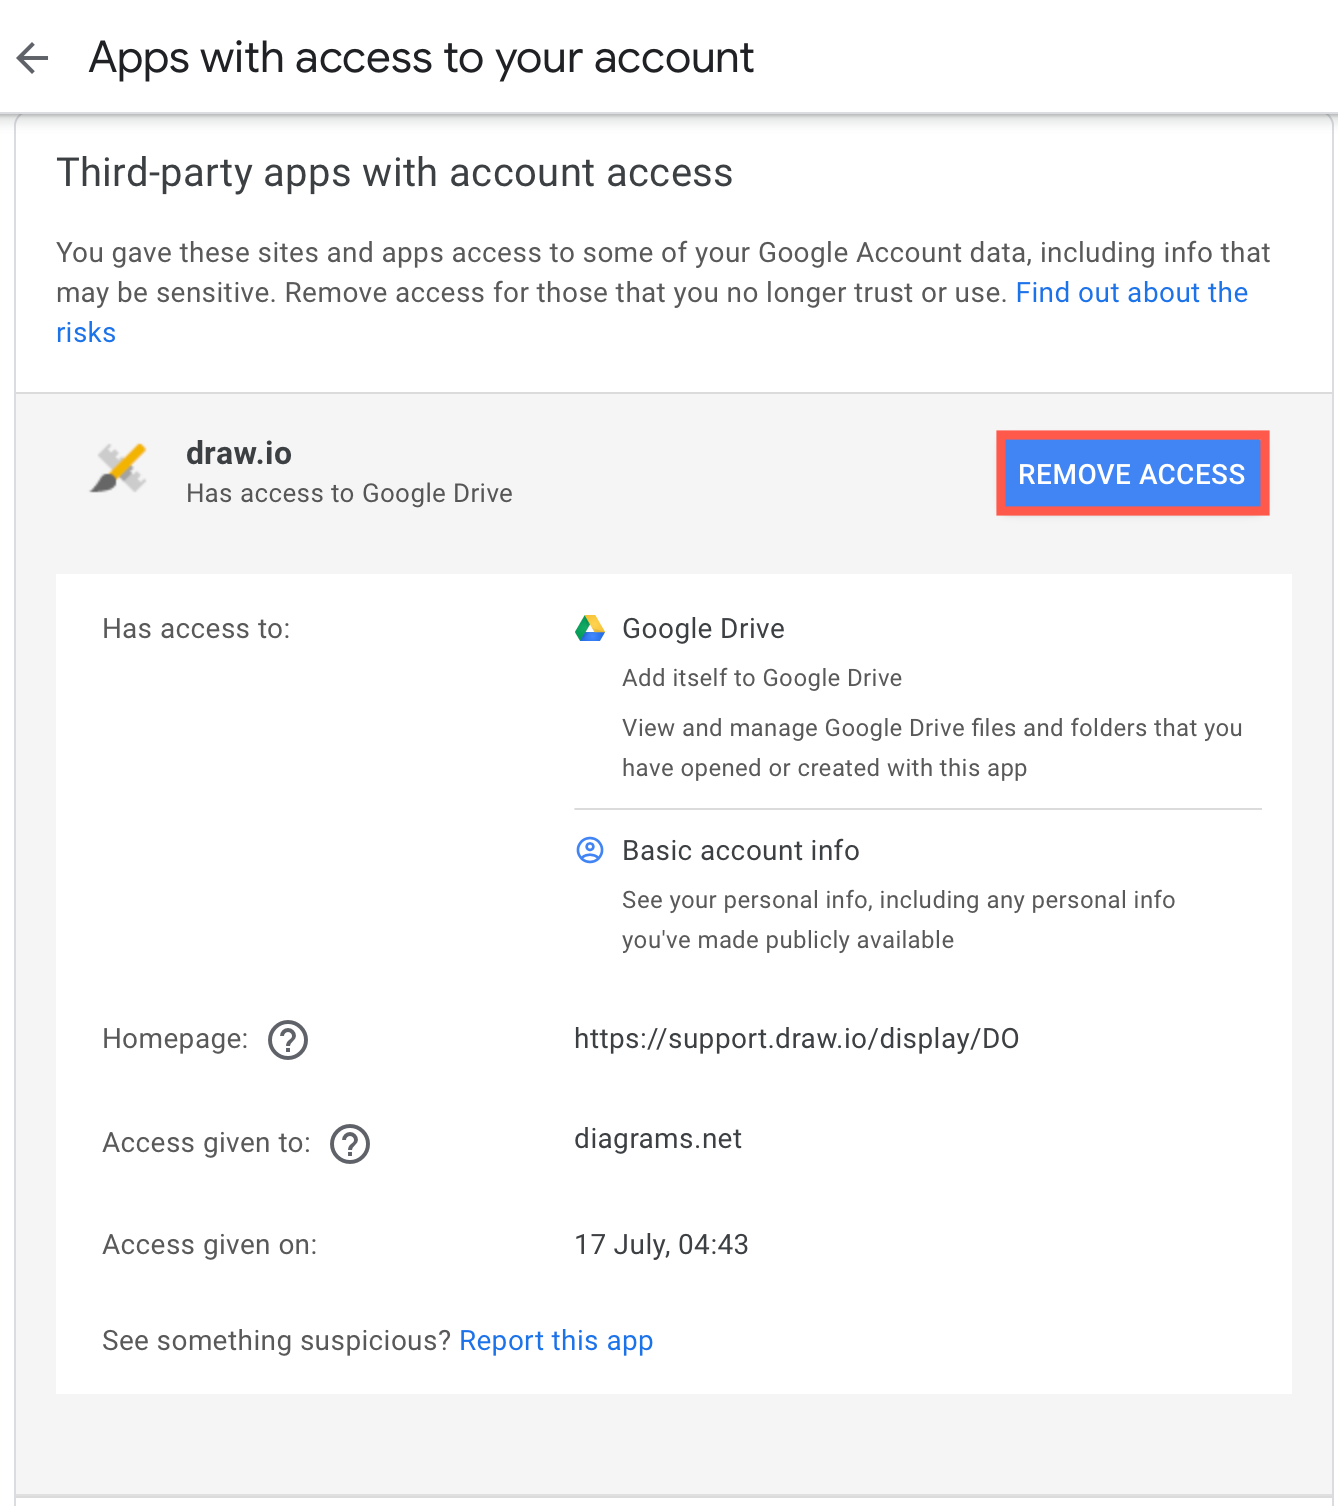 Apps with access to your account
Third-party apps with account access
You gave these sites and apps access to some of your Google Account data, including info that
may be sensitive. Remove access for those that you no longer trust or use. Find out about the
risks
draw.io
Has access to Google Drive
REMOVE ACCESS
Has access to:
Google Drive
Add itself to Google Drive
View and manage Google Drive files and folders that you
have opened or created with this app
Basic account info
See your personal info, including any personal info
you've made publicly available
Homepage: ?
https://support.draw.io/display/DO
Access given to: ?
diagrams.net
Access given on:
17 July, 04:43
See something suspicious? Report this app